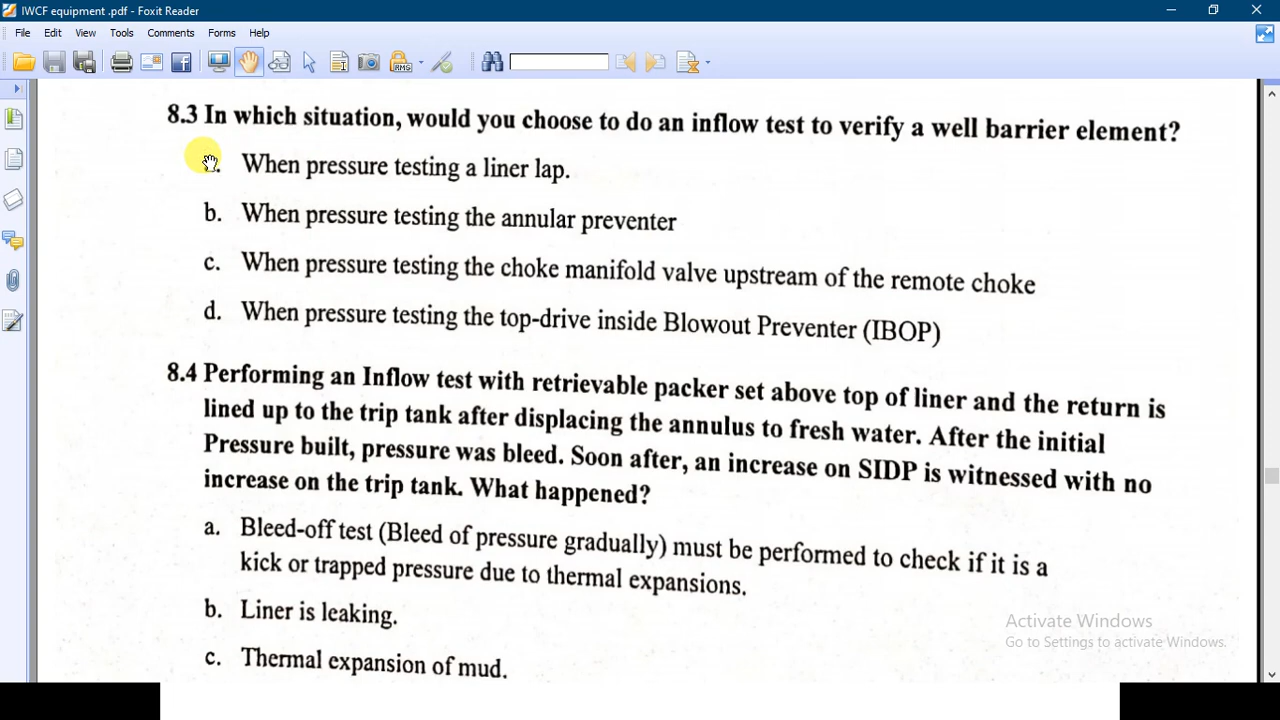 IWCF equipment .pdf - Foxit Reader
File Edit View Tools Comments Forms Help
8.3 In which situation, would you choose to do an inflow test to verify a well barrier element?
When pressure testing a liner lap.
b. When pressure testing the annular preventer
c. When pressure testing the choke manifold valve upstream of the remote choke
d. When pressure testing the top-drive inside Blowout Preventer (IBOP)
8.4 Performing an Inflow test with retrievable packer set above top of liner and the return is
lined up to the trip tank after displacing the annulus to fresh water. After the initial
Pressure built, pressure was bleed. Soon after, an increase on SIDP is witnessed with no
increase on the trip tank. What happened?
a. Bleed-off test (Bleed of pressure gradually) must be performed to check if it is a
kick or trapped pressure due to thermal expansions.
b. Liner is leaking.
c. Thermal expansion of mud.
Activate Windows
Go to Settings to activate Windows.